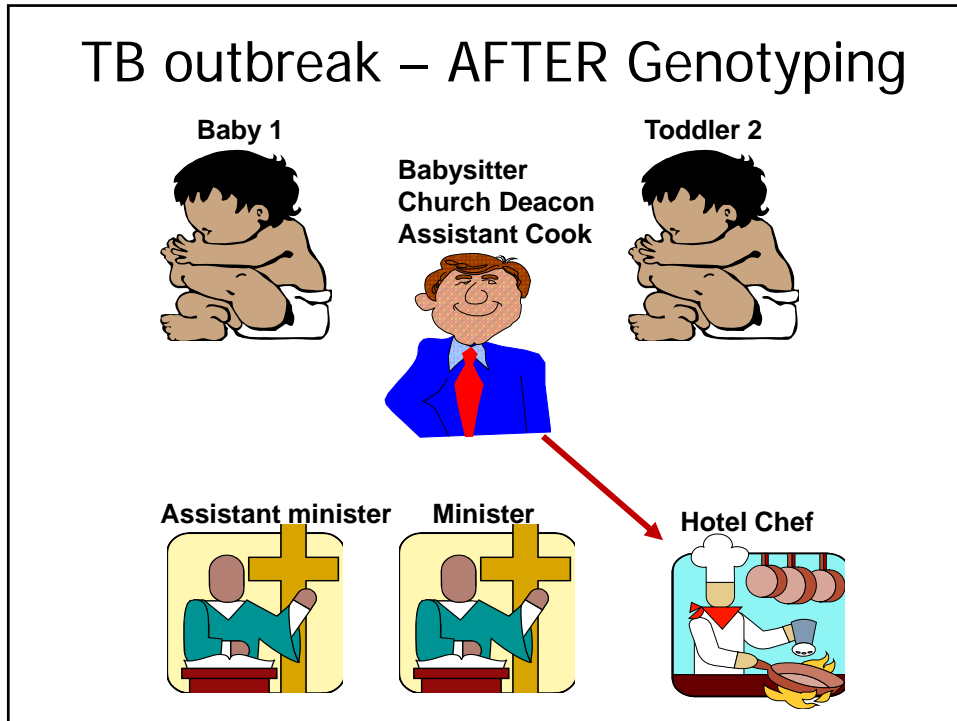 TB outbreak – AFTER Genotyping
Baby 1
Toddler 2
Babysitter
Church Deacon
Assistant Cook
Assistant minister
Minister
Hotel Chef